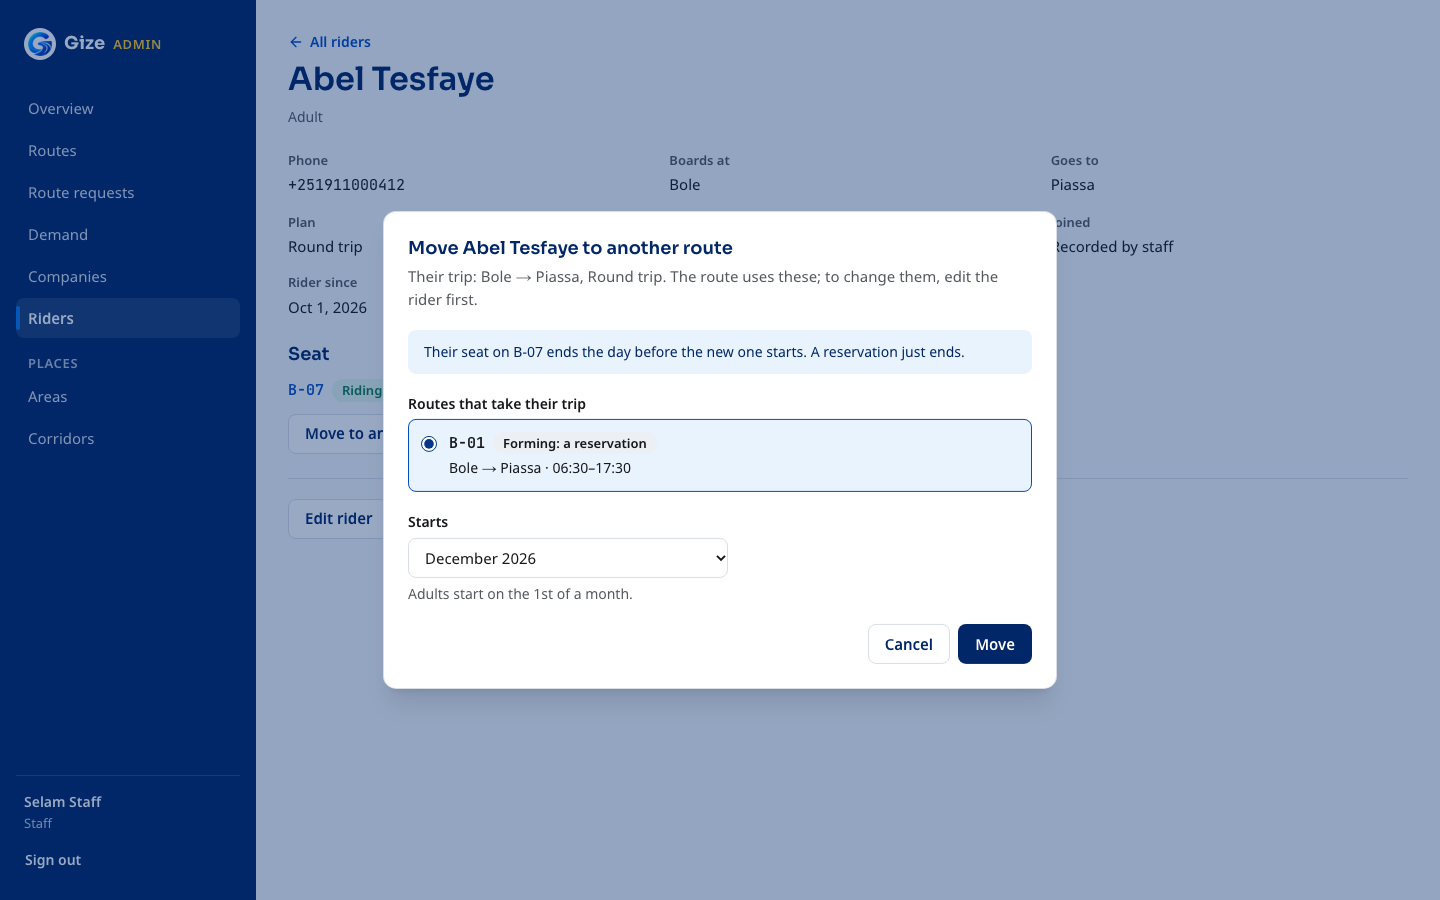 Gize ADMIN
Overview
Routes
Route requests
Demand
Companies
Riders
PLACES
Areas
Corridors
Selam Staff
Staff
Sign out
← All riders
Abel Tesfaye
Adult
Phone
+251911000412
Boards at
Bole
Goes to
Piassa
Plan
Round trip
oined
Recorded by staff
Rider since
Oct 1, 2026
Seat
B-07 Riding
Move to an
Edit rider
Move Abel Tesfaye to another route
Their trip: Bole → Piassa, Round trip. The route uses these; to change them, edit the
rider first.
Their seat on B-07 ends the day before the new one starts. A reservation just ends.
Routes that take their trip
B-01 Forming: a reservation
Bole → Piassa · 06:30–17:30
Starts
December 2026
Adults start on the 1st of a month.
Cancel
Move